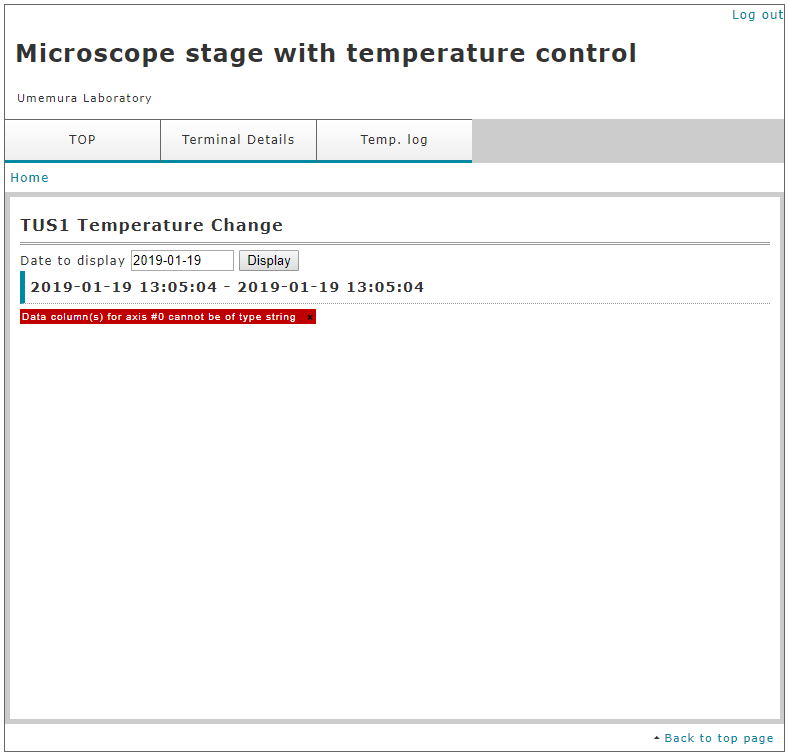 Log out
Microscope stage with temperature control
Umemura Laboratory
TOP Terminal Details Temp. log
Home
TUS1 Temperature Change
Date to display 2019-01-19 Display
2019-01-19 13:05:04 - 2019-01-19 13:05:04
Data column(s) for axis #0 cannot be of type string ×
Back to top page